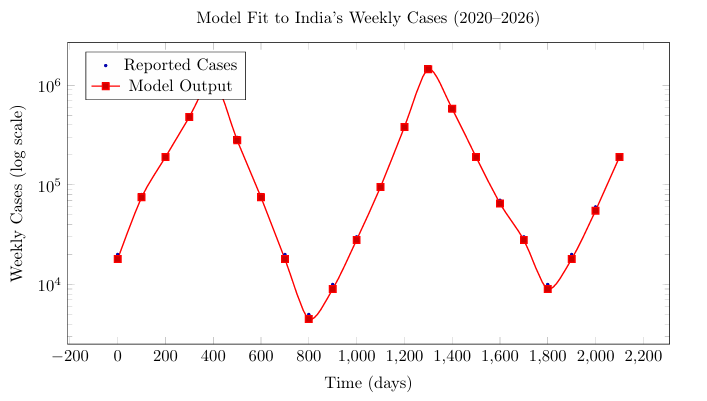 Model Fit to India's Weekly Cases (2020–2026)
Reported Cases
Model Output
10^6
10^5
10^4
Weekly Cases (log scale)
−200 0 200 400 600 800 1,000 1,200 1,400 1,600 1,800 2,000 2,200
Time (days)